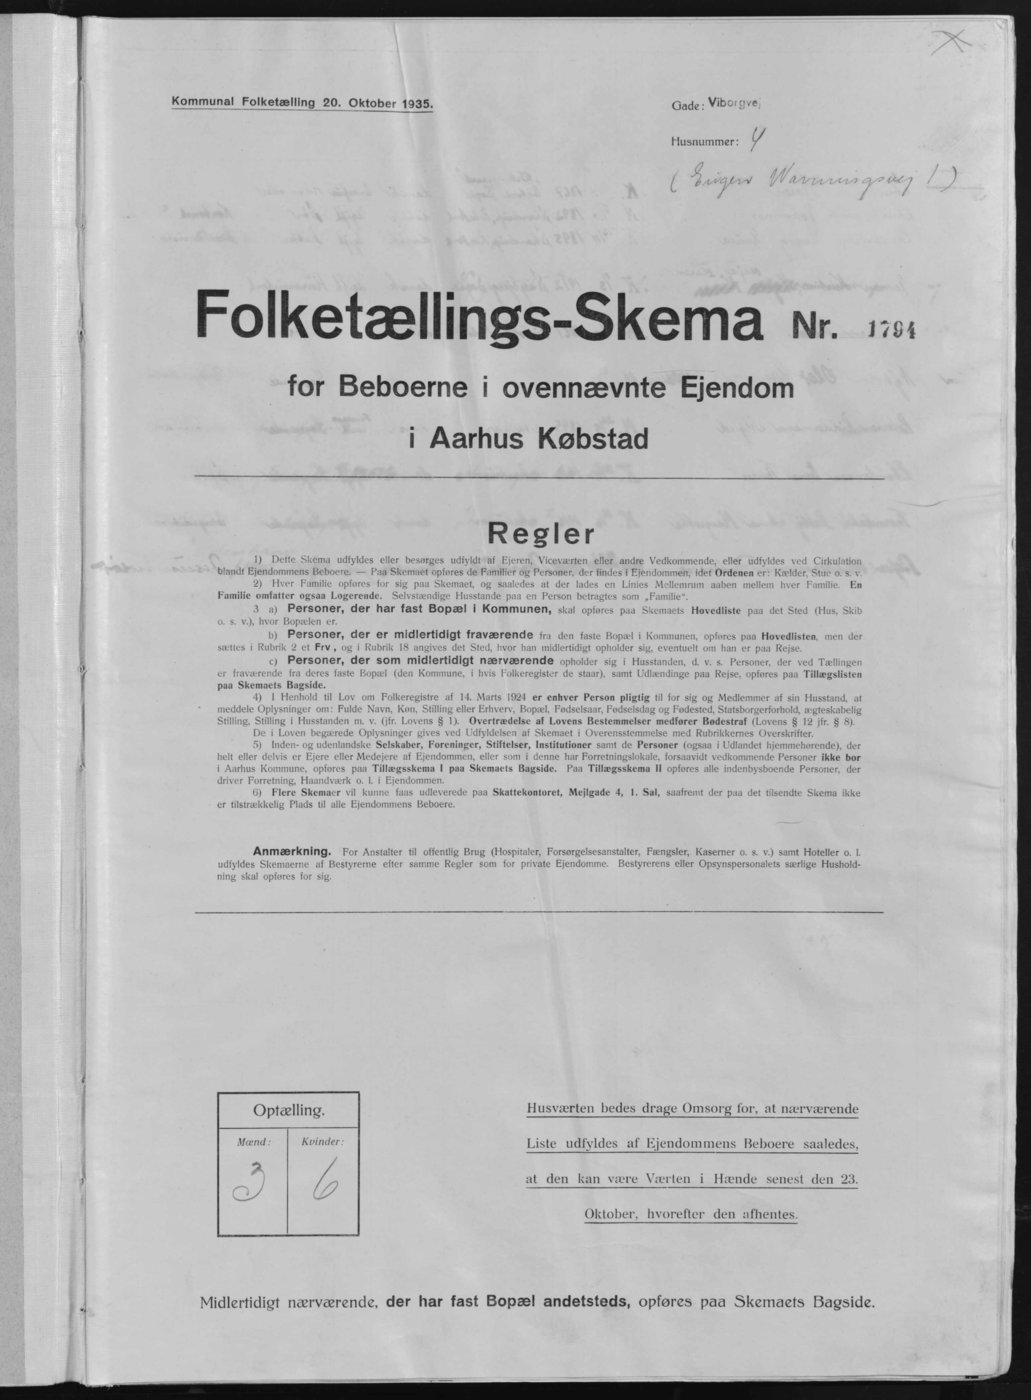 Kommunal Folketælling 20. Oktober 1935.
Gade: Viborgvej
Husnummer: 4
(Eugen Warmingsvej 1)
Folketællings-Skema Nr. 1794
for Beboerne i ovennævnte Ejendom
i Aarhus Købstad
Regler
1) Dette Skema udfyldes eller besørges udfyldt af Ejeren, Viceværten eller andre Vedkommende, eller udfyldes ved Cirkulation
blandt Ejendommens Beboere. — Paa Skemaet opføres de Familier og Personer, der findes i Ejendommen, idet Ordenen er: Kælder, Stue o. s. v.
2) Hver Familie opføres for sig paa Skemaet, og saaledes at der lades en Linies Mellemrum aaben mellem hver Familie. En
Familie omfatter ogsaa Logerende. Selvstændige Husstande paa en Person betragtes som „Familie“.
3 a) Personer, der har fast Bopæl i Kommunen, skal opføres paa Skemaets Hovedliste paa det Sted (Hus, Skib
o. s. v.), hvor Bopælen er.
b) Personer, der er midlertidigt fraværende fra den faste Bopæl i Kommunen, opføres paa Hovedlisten, men der
sættes i Rubrik 2 et Frv., og i Rubrik 18 angives det Sted, hvor han midlertidigt opholder sig, eventuelt om han er paa Rejse.
c) Personer, der som midlertidigt nærværende opholder sig i Husstanden, d. v. s. Personer, der ved Tællingen
er fraværende fra deres faste Bopæl (den Kommune, i hvis Folkeregister de staar), samt Udlændinge paa Rejse, opføres paa Tillægslisten
paa Skemaets Bagside.
4) I Henhold til Lov om Folkeregistre af 14. Marts 1924 er enhver Person pligtig til for sig og Medlemmer af sin Husstand, at
meddele Oplysninger om: Fulde Navn, Køn, Stilling eller Erhverv, Bopæl, Fødselsaar, Fødselsdag og Fødested, Statsborgerforhold, ægteskabelig
Stilling, Stilling i Husstanden m. v. (jfr. Lovens § 1). Overtrædelse af Lovens Bestemmelser medfører Bødestraf (Lovens § 12 jfr. § 8).
De i Loven begærede Oplysninger gives ved Udfyldelsen af Skemaet i Overensstemmelse med Rubrikkernes Overskrifter.
5) Inden- og udenlandske Selskaber, Foreninger, Stiftelser, Institutioner samt de Personer (ogsaa i Udlandet hjemmehørende), der
helt eller delvis er Ejere eller Medejere af Ejendommen, eller som i denne har Forretningslokale, forsaavidt vedkommende Personer ikke bor
i Aarhus Kommune, opføres paa Tillægsskema I paa Skemaets Bagside. Paa Tillægsskema II opføres alle indenbysboende Personer, der
driver Forretning, Haandværk o. l. i Ejendommen.
6) Flere Skemaer vil kunne faas udleverede paa Skattekontoret, Mejlgade 4, 1. Sal, saafremt der paa det tilsendte Skema ikke
er tilstrækkelig Plads til alle Ejendommens Beboere.
Anmærkning. For Anstalter til offentlig Brug (Hospitaler, Forsørgelsesanstalter, Fængsler, Kaserner o. s. v.) samt Hoteller o. l.
udfyldes Skemaerne af Bestyrerne efter samme Regler som for private Ejendomme. Bestyrerens eller Opsynspersonalets særlige Hushold-
ning skal opføres for sig.
Optælling.
Mænd: Kvinder:
3 6
Husværten bedes drage Omsorg for, at nærværende
Liste udfyldes af Ejendommens Beboere saaledes,
at den kan være Værten i Hænde senest den 23.
Oktober, hvorefter den afhentes.
Midlertidigt nærværende, der har fast Bopæl andetsteds, opføres paa Skemaets Bagside.